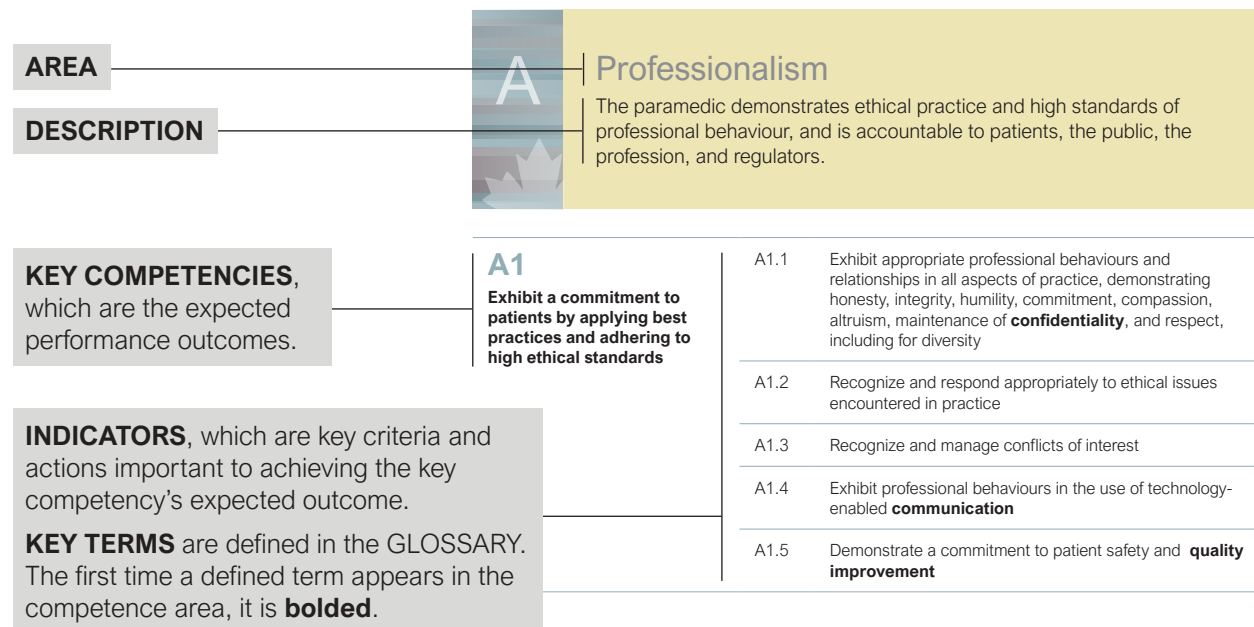 AREA
DESCRIPTION
A
Professionalism
The paramedic demonstrates ethical practice and high standards of
professional behaviour, and is accountable to patients, the public, the
profession, and regulators.
KEY COMPETENCIES,
which are the expected
performance outcomes.
A1
Exhibit a commitment to
patients by applying best
practices and adhering to
high ethical standards
A1.1 Exhibit appropriate professional behaviours and
relationships in all aspects of practice, demonstrating
honesty, integrity, humility, commitment, compassion,
altruism, maintenance of confidentiality, and respect,
including for diversity
A1.2 Recognize and respond appropriately to ethical issues
encountered in practice
A1.3 Recognize and manage conflicts of interest
A1.4 Exhibit professional behaviours in the use of technology-
enabled communication
A1.5 Demonstrate a commitment to patient safety and quality
improvement
INDICATORS, which are key criteria and
actions important to achieving the key
competency's expected outcome.
KEY TERMS are defined in the GLOSSARY.
The first time a defined term appears in the
competence area, it is bolded.